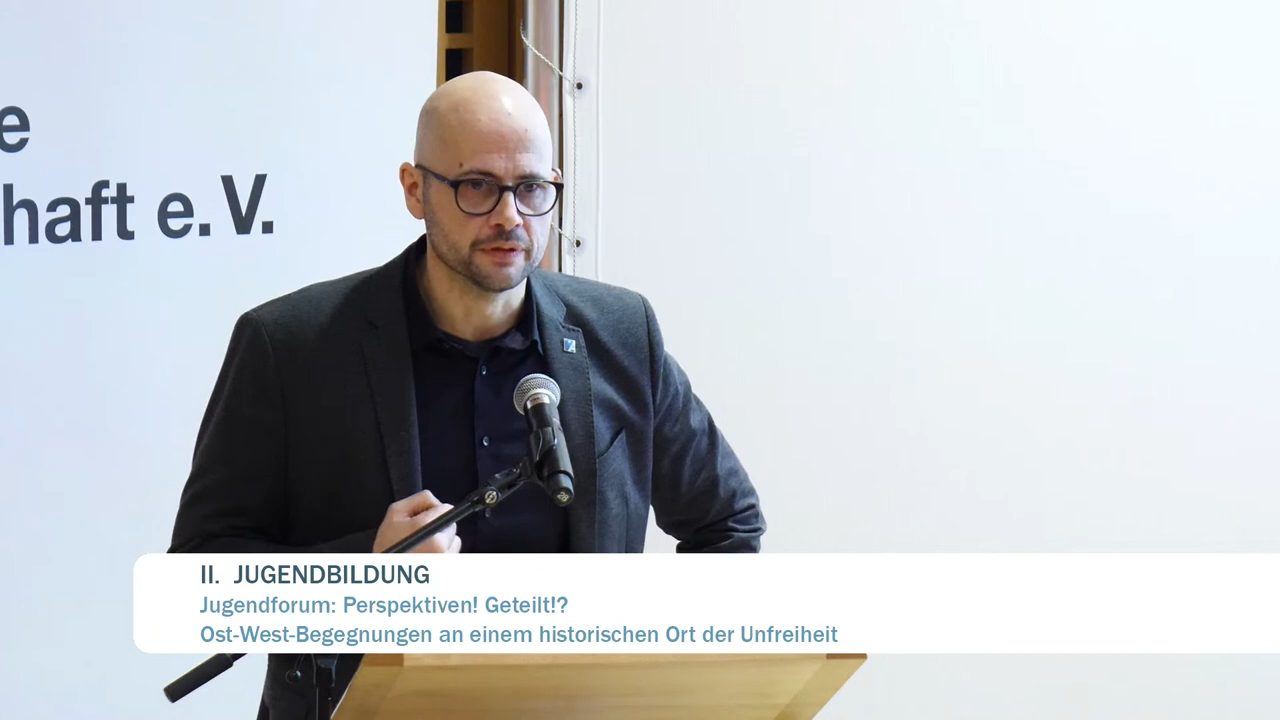 e
haft e.V.
II. JUGENDBILDUNG
Jugendforum: Perspektiven! Geteilt!?
Ost-West-Begegnungen an einem historischen Ort der Unfreiheit